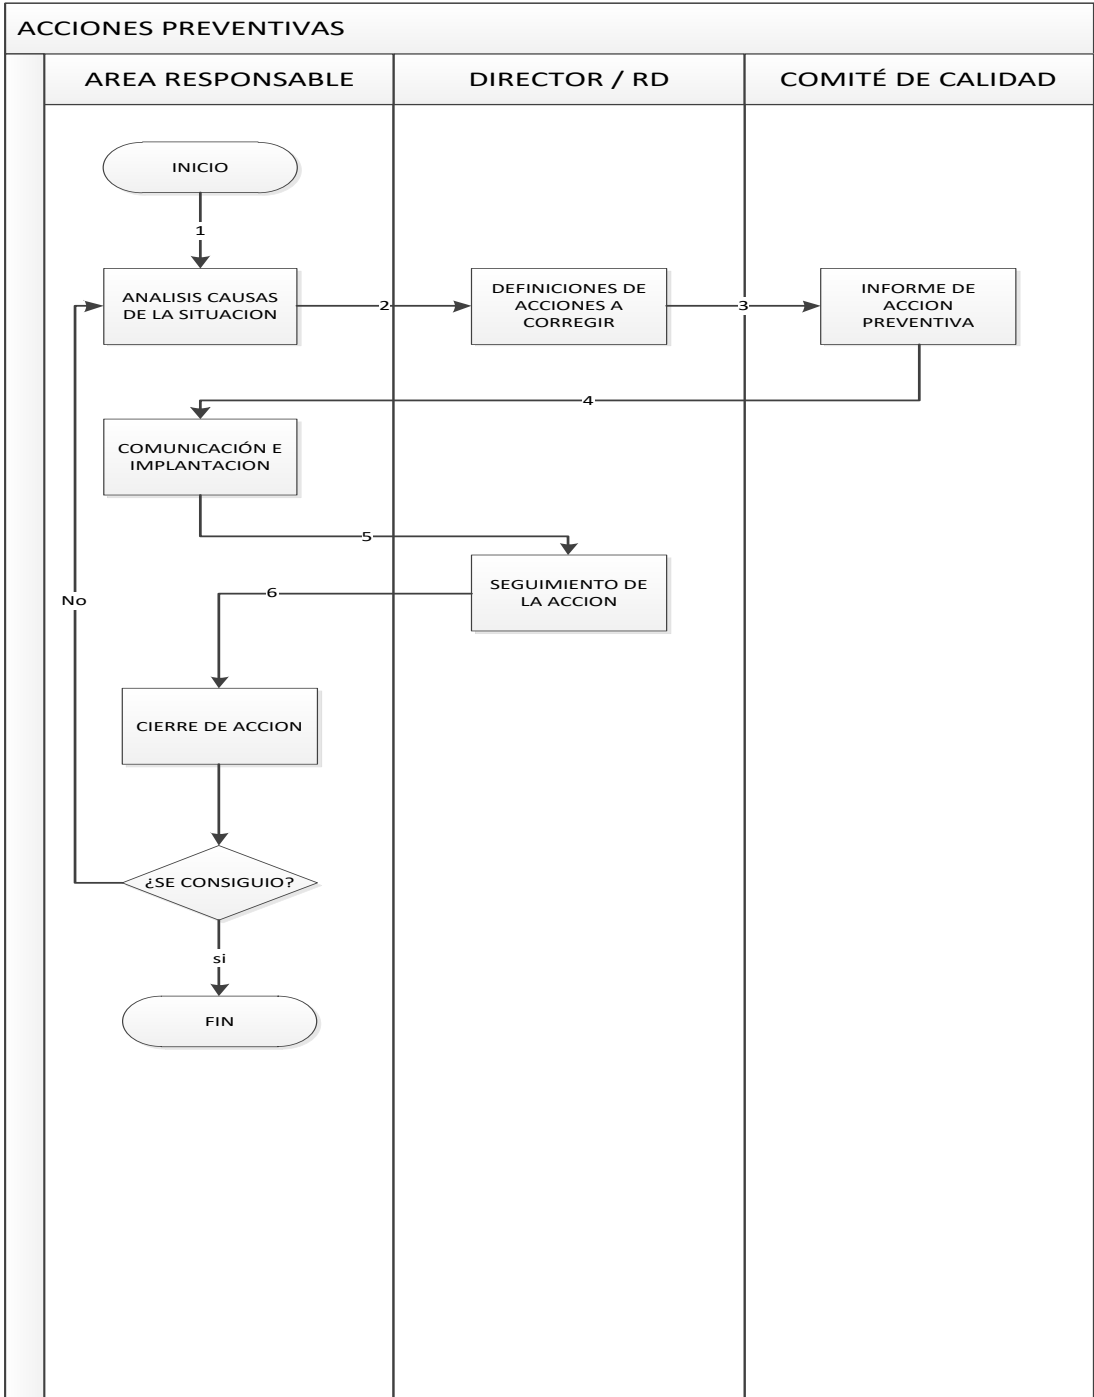 ACCIONES PREVENTIVAS
AREA RESPONSABLE
DIRECTOR / RD
COMITÉ DE CALIDAD
INICIO
1
ANALISIS CAUSAS
DE LA SITUACION
2
DEFINICIONES DE
ACCIONES A
CORREGIR
3
INFORME DE
ACCION
PREVENTIVA
4
COMUNICACIÓN E
IMPLANTACION
5
SEGUIMIENTO DE
LA ACCION
6
No
CIERRE DE ACCION
¿SE CONSIGUIO?
si
FIN